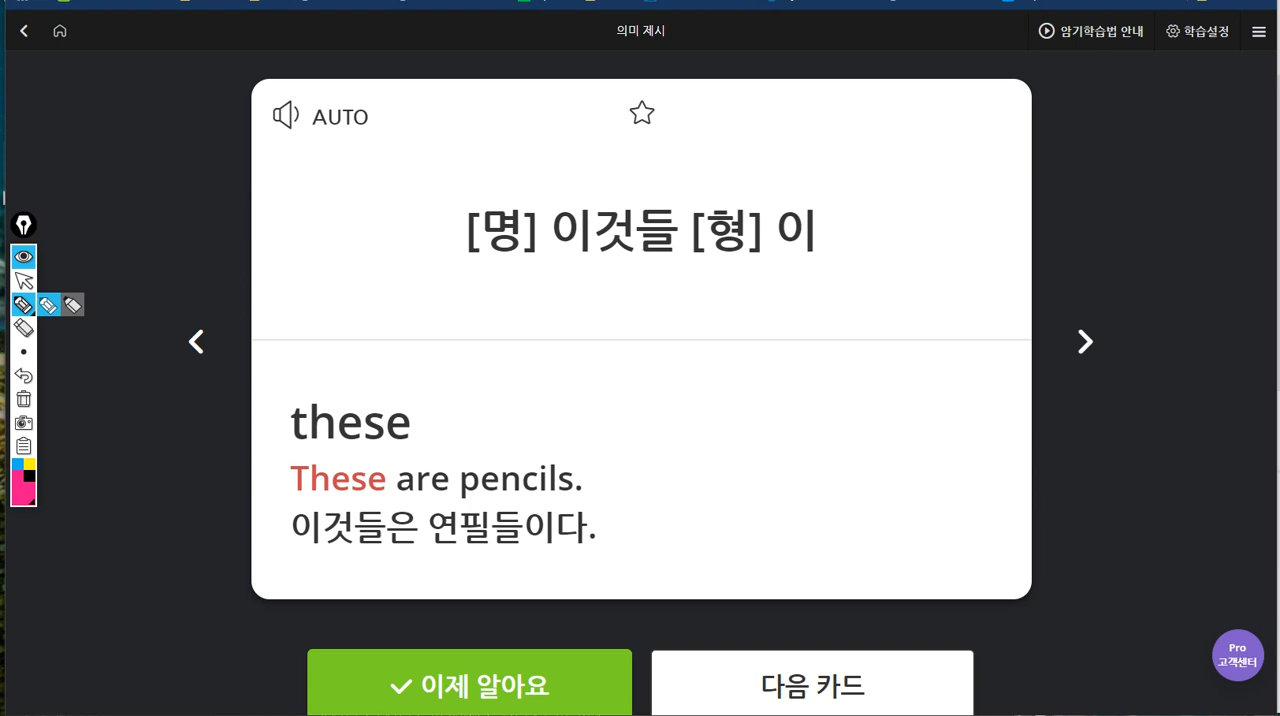 의미 제시
암기학습법 안내
학습설정
AUTO
[명] 이것들 [형] 이
these
These are pencils.
이것들은 연필들이다.
이제 알아요
다음 카드
Pro
고객센터